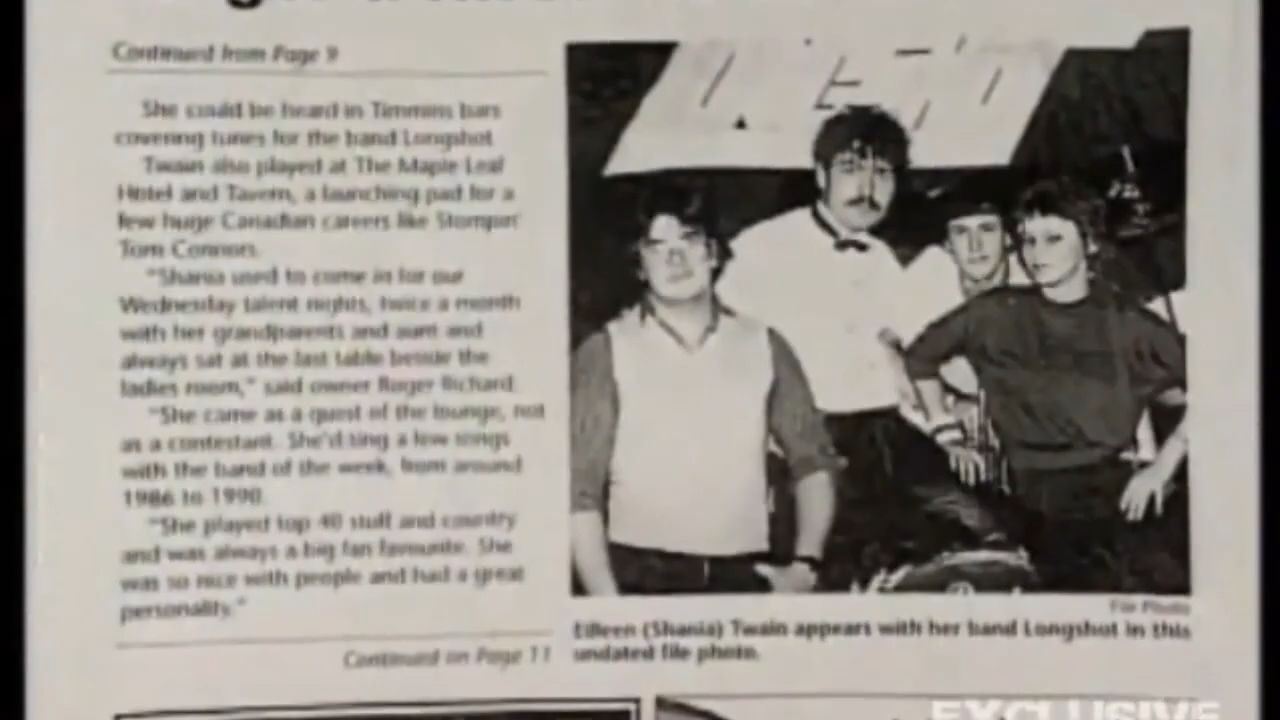 Continued from Page 9
She could be heard in Timmins bars
covering tunes for the band Longshot
Twain also played at The Maple Leaf
Hotel and Tavern, a launching pad for a
few huge Canadian careers like Stompin'
Tom Connors.
"Shania used to come in for our
Wednesday talent nights, twice a month
with her grandparents and aunt and
always sat at the last table beside the
ladies room," said owner Roger Richard.
"She came as a guest of the lounge, not
as a contestant. She'd sing a few songs
with the band of the week, from around
1986 to 1990.
"She played top 40 stuff and country
and was always a big fan favourite. She
was so nice with people and had a great
personality."
Continued on Page 11
File Photo
Eileen (Shania) Twain appears with her band Longshot in this
undated file photo.
EXCLUSIVE